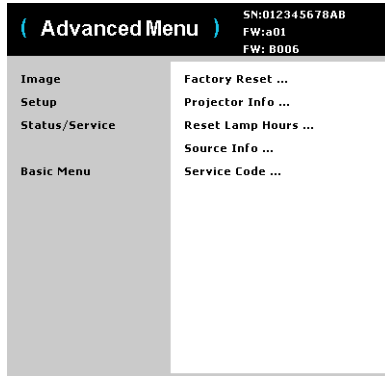 ( Advanced Menu )
SN:012345678AB
FW:a01
FW: B006
Image
Setup
Status/Service
Basic Menu
Factory Reset ...
Projector Info ...
Reset Lamp Hours ...
Source Info ...
Service Code ...